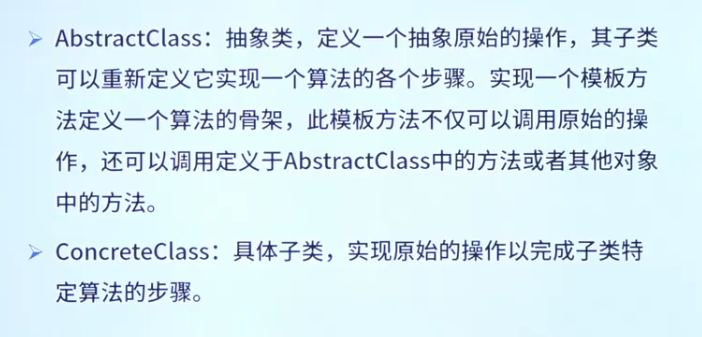 AbstractClass：抽象类，定义一个抽象原始的操作，其子类
可以重新定义它实现一个算法的各个步骤。实现一个模板方
法定义一个算法的骨架，此模板方法不仅可以调用原始的操
作，还可以调用定义于AbstractClass中的方法或者其他对象
中的方法。
ConcreteClass：具体子类，实现原始的操作以完成子类特
定算法的步骤。